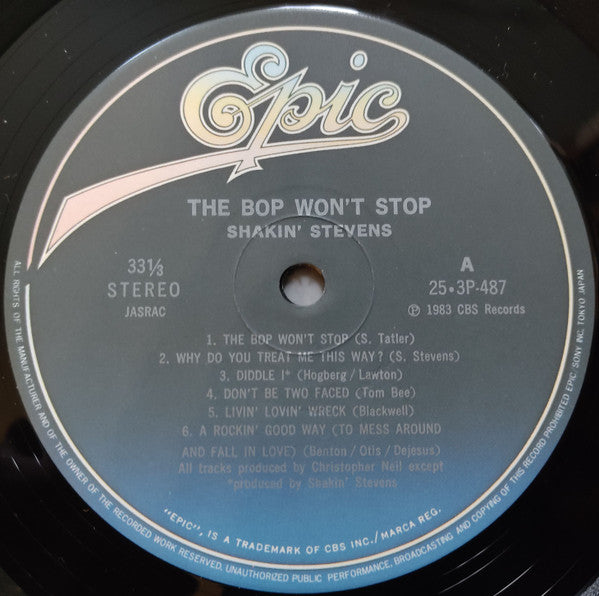 Epic
THE BOP WON'T STOP
SHAKIN' STEVENS
33⅓
STEREO
JASRAC
A
25•3P-487
℗ 1983 CBS Records
1. THE BOP WON'T STOP (S. Tatler)
2. WHY DO YOU TREAT ME THIS WAY? (S. Stevens)
3. DIDDLE I* (Hogberg/Lawton)
4. DON'T BE TWO FACED (Tom Bee)
5. LIVIN' LOVIN' WRECK (Blackwell)
6. A ROCKIN' GOOD WAY (TO MESS AROUND
AND FALL IN LOVE) (Benton/Otis/Dejesus)
All tracks produced by Christopher Neil except
*produced by Shakin' Stevens
"EPIC", IS A TRADEMARK OF CBS INC./MARCA REG.
ALL RIGHTS OF THE MANUFACTURER AND OF THE OWNER OF THE RECORDED WORK RESERVED. UNAUTHORIZED PUBLIC PERFORMANCE, BROADCASTING AND COPYING OF THIS RECORD PROHIBITED EPIC/SONY INC. TOKYO JAPAN